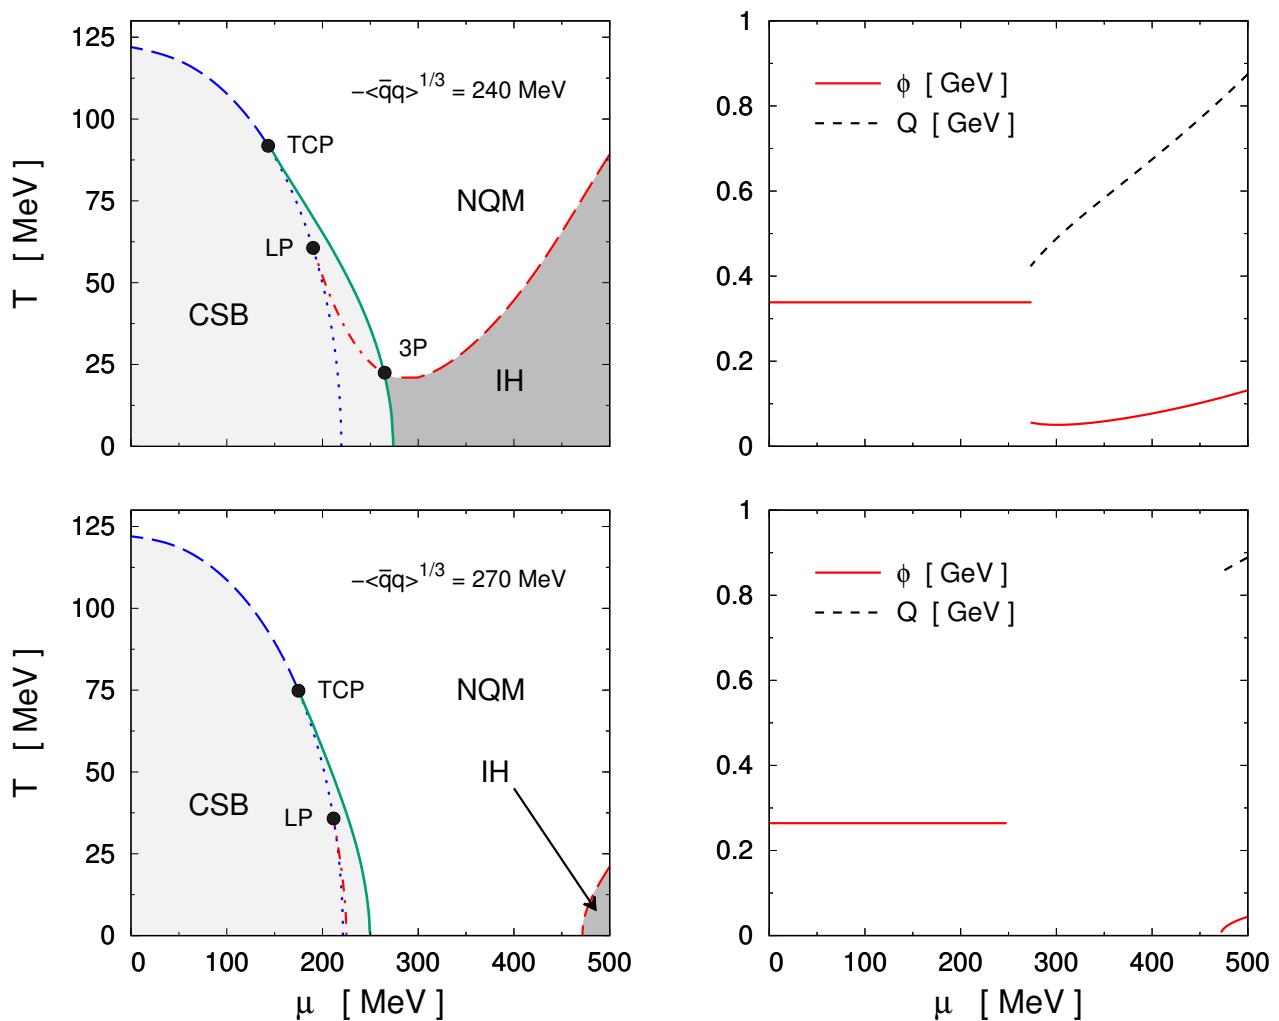 125
100
75
50
25
0
T [ MeV ]
−<q̄q>^1/3 = 240 MeV
TCP
LP
NQM
CSB
3P
IH
1
0.8
0.6
0.4
0.2
0
ϕ [ GeV ]
Q [ GeV ]
125
100
75
50
25
0
T [ MeV ]
−<q̄q>^1/3 = 270 MeV
TCP
NQM
IH
LP
CSB
0 100 200 300 400 500
μ [ MeV ]
1
0.8
0.6
0.4
0.2
0
ϕ [ GeV ]
Q [ GeV ]
0 100 200 300 400 500
μ [ MeV ]